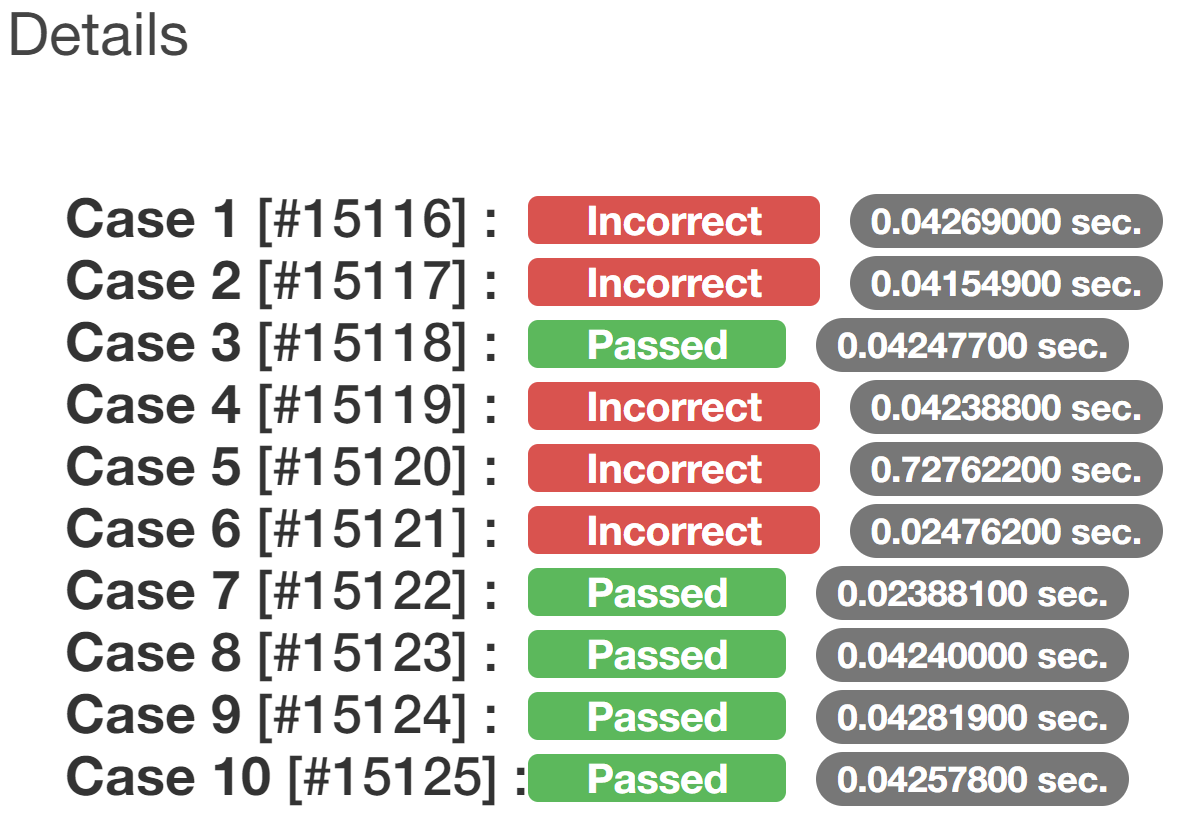 Details
Case 1 [#15116] : Incorrect 0.04269000 sec.
Case 2 [#15117] : Incorrect 0.04154900 sec.
Case 3 [#15118] : Passed 0.04247700 sec.
Case 4 [#15119] : Incorrect 0.04238800 sec.
Case 5 [#15120] : Incorrect 0.72762200 sec.
Case 6 [#15121] : Incorrect 0.02476200 sec.
Case 7 [#15122] : Passed 0.02388100 sec.
Case 8 [#15123] : Passed 0.04240000 sec.
Case 9 [#15124] : Passed 0.04281900 sec.
Case 10 [#15125] : Passed 0.04257800 sec.